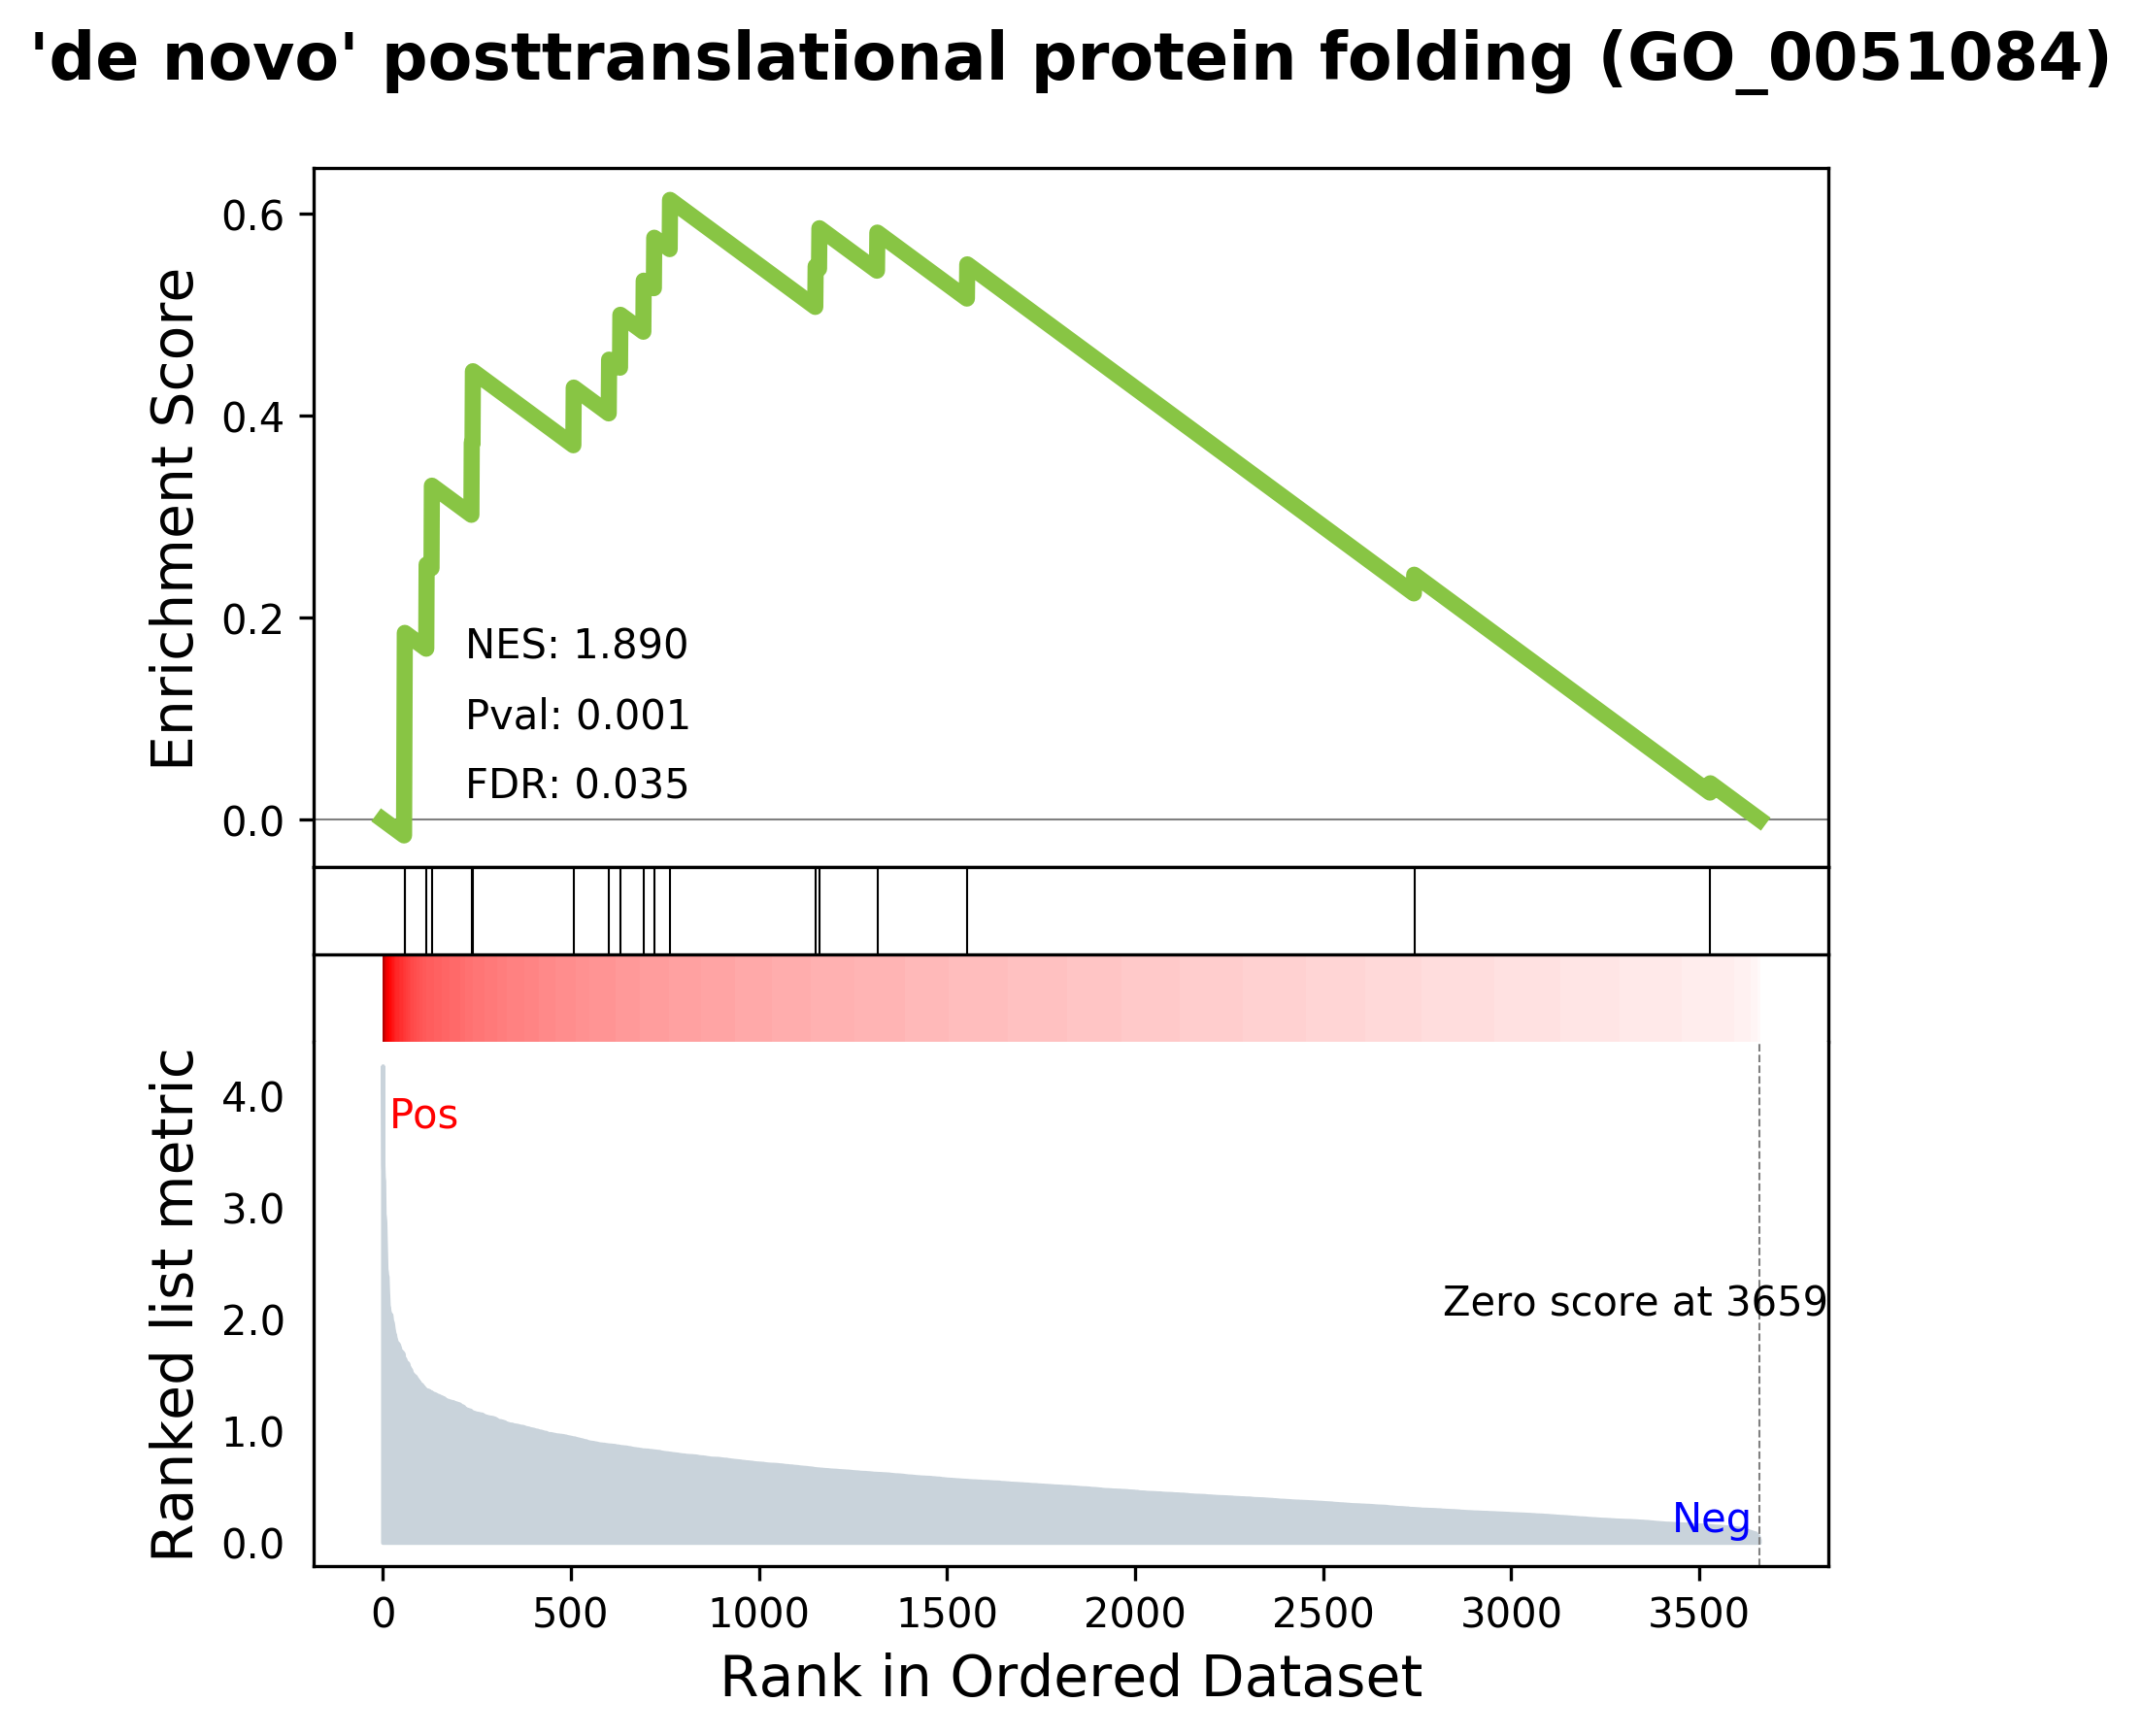 'de novo' posttranslational protein folding (GO_0051084)
Enrichment Score
0.6
0.4
0.2
0.0
NES: 1.890
Pval: 0.001
FDR: 0.035
Ranked list metric
4.0
3.0
2.0
1.0
0.0
Pos
Zero score at 3659
Neg
0 500 1000 1500 2000 2500 3000 3500
Rank in Ordered Dataset